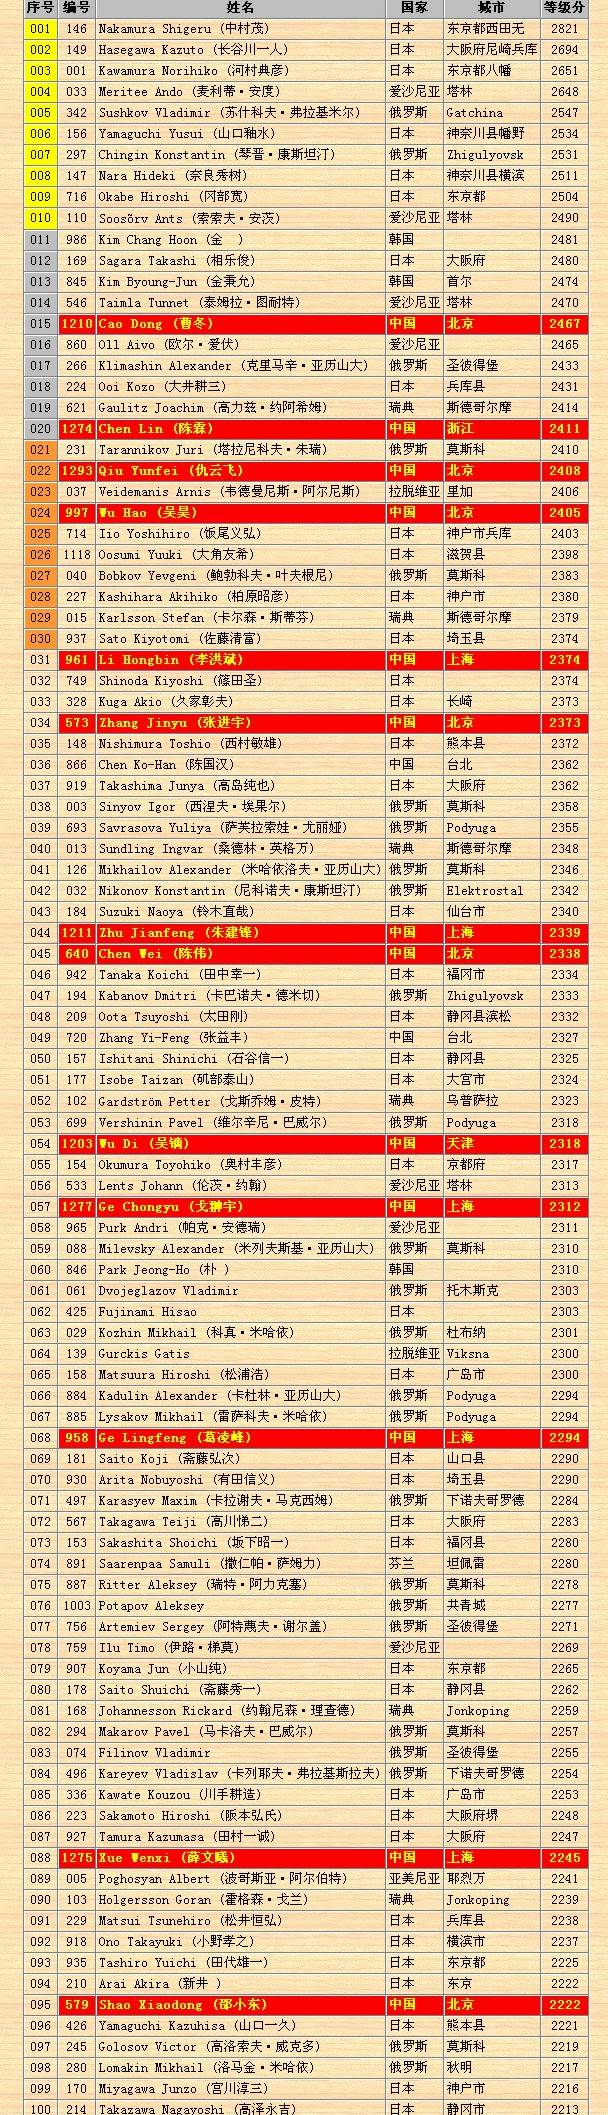 序号 编号 姓名 国家 城市 等级分
001 146 Nakamura Shigeru (中村茂) 日本 东京都西田无 2821
002 149 Hasegawa Kazuto (长谷川一人) 日本 大阪府尼崎兵库 2694
003 001 Kawamura Norihiko (河村典彦) 日本 东京都八幡 2651
004 033 Meritee Ando (麦利蒂·安度) 爱沙尼亚 塔林 2648
005 342 Sushkov Vladimir (苏什科夫·弗拉基米尔) 俄罗斯 Gatchina 2547
006 156 Yamaguchi Yusui (山口釉水) 日本 神奈川县幡野 2534
007 297 Chingin Konstantin (琴晋·康斯坦汀) 俄罗斯 Zhigulyovsk 2531
008 147 Nara Hideki (奈良秀树) 日本 神奈川县横滨 2511
009 716 Okabe Hiroshi (冈部宽) 日本 东京都 2504
010 110 Soosõrv Ants (索索夫·安茨) 爱沙尼亚 塔林 2490
011 986 Kim Chang Hoon (金 ) 韩国 2481
012 169 Sagara Takashi (相乐俊) 日本 大阪府 2480
013 845 Kim Byoung-Jun (金秉允) 韩国 首尔 2474
014 546 Taimla Tunnet (泰姆拉·图耐特) 爱沙尼亚 塔林 2470
015 1210 Cao Dong (曹冬) 中国 北京 2467
016 860 Oll Aivo (欧尔·爱伏) 爱沙尼亚 2465
017 266 Klimashin Alexander (克里马辛·亚历山大) 俄罗斯 圣彼得堡 2433
018 224 Ooi Kozo (大井耕三) 日本 兵库县 2431
019 621 Gaulitz Joachim (高力兹·约阿希姆) 瑞典 斯德哥尔摩 2414
020 1274 Chen Lin (陈霖) 中国 浙江 2411
021 231 Tarannikov Juri (塔拉尼科夫·朱瑞) 俄罗斯 莫斯科 2410
022 1293 Qiu Yunfei (仇云飞) 中国 北京 2408
023 037 Veidemanis Arnis (韦德曼尼斯·阿尔尼斯) 拉脱维亚 里加 2406
024 997 Wu Hao (吴昊) 中国 北京 2405
025 714 Iio Yoshihiro (饭尾义弘) 日本 神户市兵库 2403
026 1118 Oosumi Yuuki (大角友希) 日本 滋贺县 2398
027 040 Bobkov Yevgeni (鲍勃科夫·叶夫根尼) 俄罗斯 莫斯科 2383
028 227 Kashihara Akihiko (柏原昭彦) 日本 神户市 2380
029 015 Karlsson Stefan (卡尔森·斯蒂芬) 瑞典 斯德哥尔摩 2379
030 937 Sato Kiyotomi (佐藤清富) 日本 埼玉县 2374
031 961 Li Hongbin (李洪斌) 中国 上海 2374
032 749 Shinoda Kiyoshi (篠田圣) 日本 2374
033 328 Kuga Akio (久家彰夫) 日本 长崎 2373
034 573 Zhang Jinyu (张进宇) 中国 北京 2373
035 148 Nishimura Toshio (西村敏雄) 日本 熊本县 2372
036 866 Chen Ko-Han (陈国汉) 中国 台北 2362
037 919 Takashima Junya (高岛纯也) 日本 大阪府 2362
038 003 Sinyov Igor (西涅夫·埃果尔) 俄罗斯 莫斯科 2358
039 693 Savrasova Yuliya (萨芙拉索娃·尤丽娅) 俄罗斯 Podyuga 2355
040 013 Sundling Ingvar (桑德林·英格万) 瑞典 斯德哥尔摩 2348
041 126 Mikhailov Alexander (米哈依洛夫·亚历山大) 俄罗斯 莫斯科 2346
042 032 Nikonov Konstantin (尼科诺夫·康斯坦汀) 俄罗斯 Elektrostal 2342
043 184 Suzuki Naoya (铃木直哉) 日本 仙台市 2340
044 1211 Zhu Jianfeng (朱建锋) 中国 上海 2339
045 640 Chen Wei (陈伟) 中国 北京 2338
046 942 Tanaka Koichi (田中幸一) 日本 福冈市 2334
047 194 Kabanov Dmitri (卡巴诺夫·德米切) 俄罗斯 Zhigulyovsk 2333
048 209 Oota Tsuyoshi (太田刚) 日本 静冈县滨松 2332
049 720 Zhang Yi-Feng (张益丰) 中国 台北 2327
050 157 Ishitani Shinichi (石谷信一) 日本 静冈县 2325
051 177 Isobe Taizan (矶部泰山) 日本 大宫市 2324
052 102 Gardström Petter (戈斯乔姆·皮特) 瑞典 乌普萨拉 2323
053 699 Vershinin Pavel (维尔辛尼·巴威尔) 俄罗斯 Podyuga 2318
054 1203 Wu Di (吴镝) 中国 天津 2318
055 154 Okumura Toyohiko (奥村丰彦) 日本 京都府 2317
056 533 Lents Johann (伦茨·约翰) 爱沙尼亚 塔林 2313
057 1277 Ge Chongyu (戈翀宇) 中国 上海 2312
058 965 Purk Andri (帕克·安德瑞) 爱沙尼亚 2311
059 088 Milevsky Alexander (米列夫斯基·亚历山大) 俄罗斯 莫斯科 2310
060 846 Park Jeong-Ho (朴 ) 韩国 2310
061 061 Dvojeglazov Vladimir 俄罗斯 托木斯克 2303
062 425 Fujinami Hisao 日本 2303
063 029 Kozhin Mikhail (科真·米哈依) 俄罗斯 杜布纳 2301
064 139 Gurckis Gatis 拉脱维亚 Viksna 2300
065 158 Matsuura Hiroshi (松浦浩) 日本 广岛市 2300
066 884 Kadulin Alexander (卡杜林·亚历山大) 俄罗斯 Podyuga 2294
067 885 Lysakov Mikhail (雷萨科夫·米哈依) 俄罗斯 Podyuga 2294
068 958 Ge Lingfeng (葛凌峰) 中国 上海 2294
069 181 Saito Koji (斋藤弘次) 日本 山口县 2290
070 930 Arita Nobuyoshi (有田信义) 日本 埼玉县 2290
071 497 Karasyev Maxim (卡拉谢夫·马克西姆) 俄罗斯 下诺夫哥罗德 2284
072 567 Takagawa Teiji (高川悌二) 日本 大阪府 2283
073 153 Sakashita Shoichi (坂下昭一) 日本 福冈县 2280
074 891 Saarenpaa Samuli (撒仁帕·萨姆力) 芬兰 坦佩雷 2280
075 887 Ritter Aleksey (瑞特·阿力克塞) 俄罗斯 莫斯科 2278
076 1003 Potapov Aleksey 俄罗斯 共青城 2277
077 756 Artemiev Sergey (阿特蔑夫·谢尔盖) 俄罗斯 圣彼得堡 2271
078 759 Ilu Timo (伊路·梯莫) 爱沙尼亚 2269
079 907 Koyama Jun (小山纯) 日本 东京都 2265
080 178 Saito Shuichi (斋藤秀一) 日本 静冈县 2262
081 168 Johannesson Rickard (约翰尼森·理查德) 瑞典 Jonkoping 2259
082 294 Makarov Pavel (马卡洛夫·巴威尔) 俄罗斯 莫斯科 2257
083 074 Filinov Vladimir 俄罗斯 圣彼得堡 2255
084 496 Kareyev Vladislav (卡列耶夫·弗拉基斯拉夫) 俄罗斯 下诺夫哥罗德 2254
085 336 Kawate Kouzou (川手耕造) 日本 广岛市 2253
086 223 Sakamoto Hiroshi (阪本弘氏) 日本 大阪府堺 2248
087 927 Tamura Kazumasa (田村一诚) 日本 大阪府 2247
088 1275 Xue Wenxi (薛文曦) 中国 上海 2245
089 005 Poghosyan Albert (波哥斯亚·阿尔伯特) 亚美尼亚 耶烈万 2241
090 103 Holgersson Goran (霍格森·戈兰) 瑞典 Jonkoping 2239
091 229 Matsui Tsunehiro (松井恒弘) 日本 兵库县 2238
092 918 Ono Takayuki (小野孝之) 日本 横滨市 2237
093 935 Tashiro Yuichi (田代雄一) 日本 东京都 2225
094 210 Arai Akira (新井 ) 日本 东京 2222
095 579 Shao Xiaodong (邵小东) 中国 北京 2222
096 426 Yamaguchi Kazuhisa (山口一久) 日本 熊本县 2221
097 245 Golosov Victor (高洛索夫·威克多) 俄罗斯 莫斯科 2219
098 280 Lomakin Mikhail (洛马金·米哈依) 俄罗斯 秋明 2217
099 170 Miyagawa Junzo (宫川淳三) 日本 神户市 2216
100 214 Takazawa Nagayoshi (高泽永吉) 日本 日立市 2213